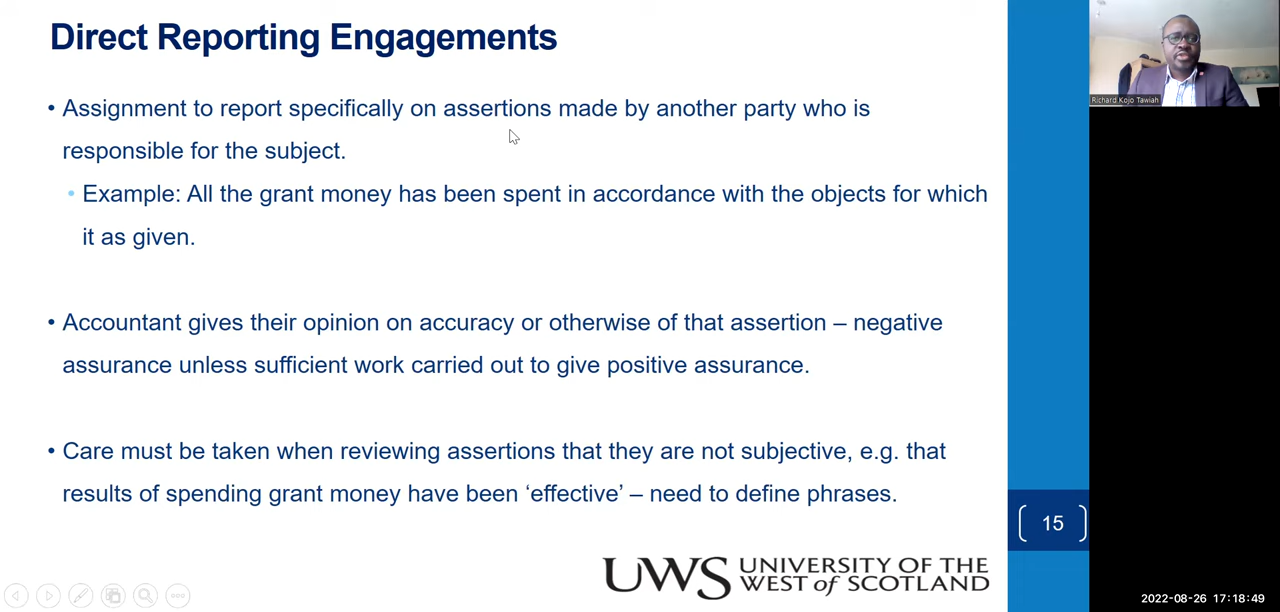 Direct Reporting Engagements
• Assignment to report specifically on assertions made by another party who is
responsible for the subject.
• Example: All the grant money has been spent in accordance with the objects for which
it as given.
• Accountant gives their opinion on accuracy or otherwise of that assertion – negative
assurance unless sufficient work carried out to give positive assurance.
• Care must be taken when reviewing assertions that they are not subjective, e.g. that
results of spending grant money have been ‘effective’ – need to define phrases.
15
UWS UNIVERSITY OF THE
WEST of SCOTLAND
Richard Kojo Tawiah
2022-08-26 17:18:49